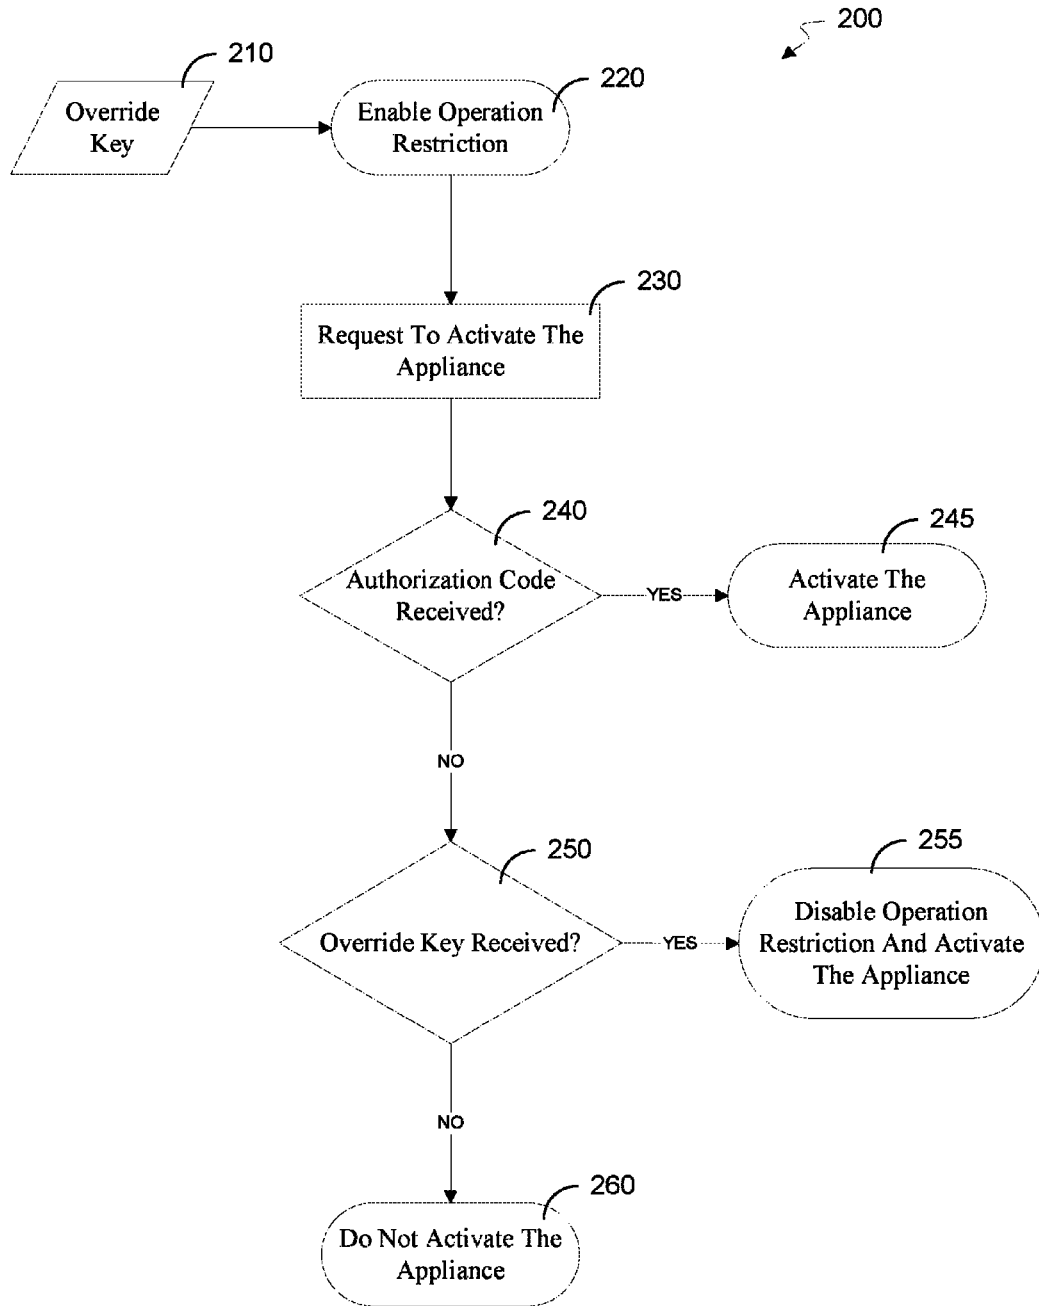 200
210
Override
Key
220
Enable Operation
Restriction
230
Request To Activate The
Appliance
240
Authorization Code
Received?
YES
245
Activate The
Appliance
NO
250
Override Key Received?
YES
255
Disable Operation
Restriction And Activate
The Appliance
NO
260
Do Not Activate The
Appliance